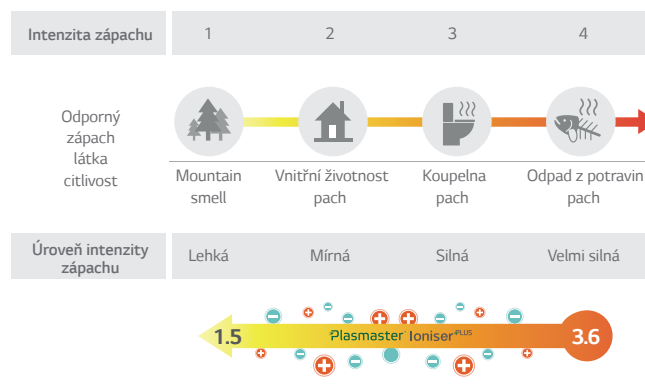 Intenzita zápachu 1 2 3 4
Odporný
zápach
látka
citlivost
Mountain
smell
Vnitřní životnost
pach
Koupelna
pach
Odpad z potravin
pach
Úroveň intenzity
zápachu
Lehká Mírná Silná Velmi silná
1.5 Plasmaster Ioniser PLUS 3.6